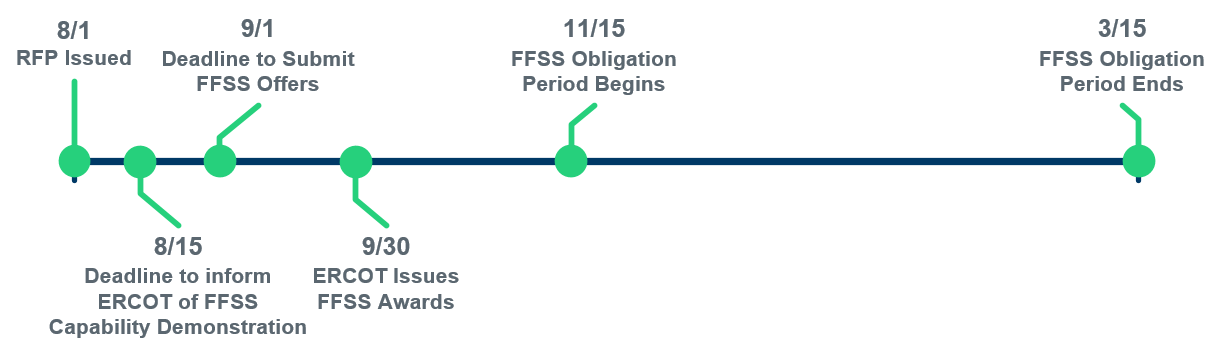 8/1
RFP Issued
9/1
Deadline to Submit
FFSS Offers
11/15
FFSS Obligation
Period Begins
3/15
FFSS Obligation
Period Ends
8/15
Deadline to inform
ERCOT of FFSS
Capability Demonstration
9/30
ERCOT Issues
FFSS Awards